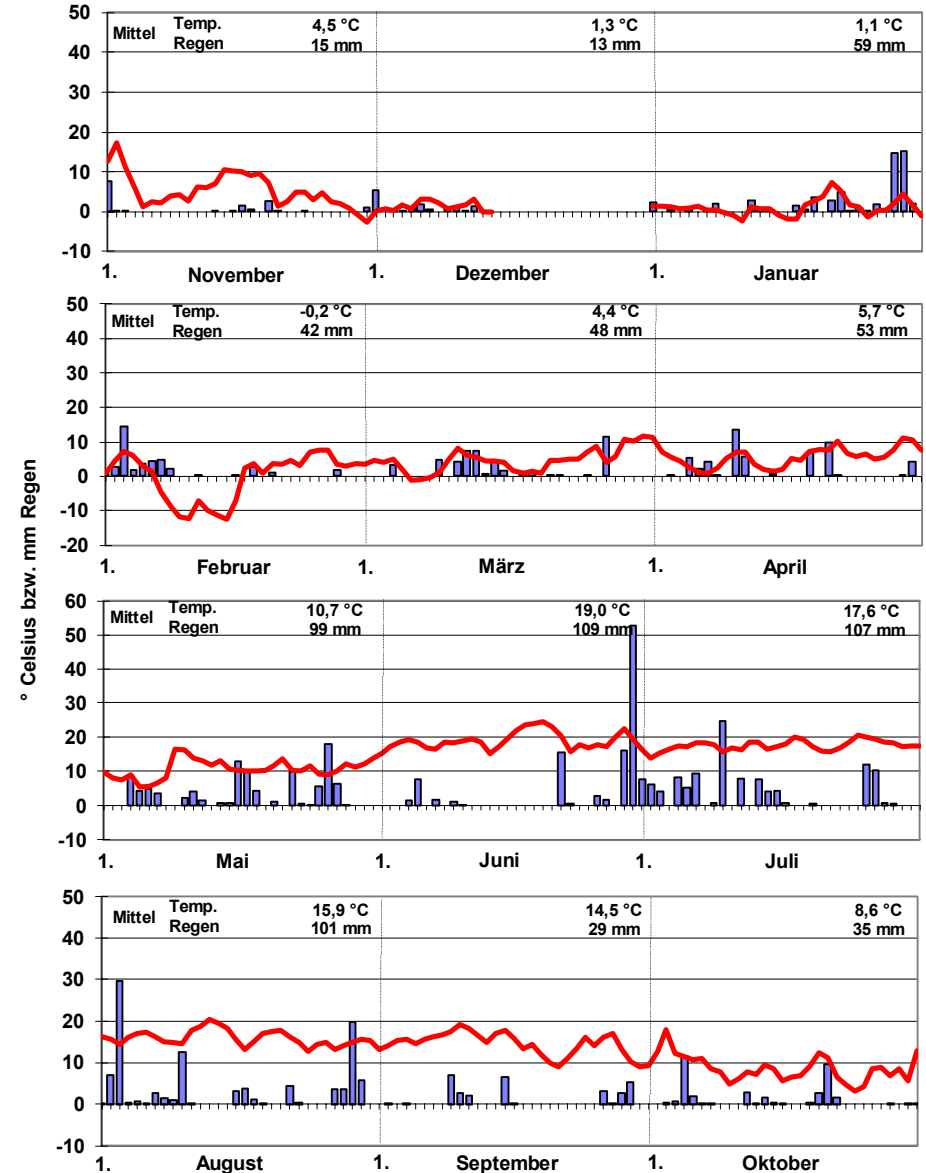 ° Celsius bzw. mm Regen
50
40
30
20
10
0
-10
Mittel Temp. 4,5 °C 1,3 °C 1,1 °C
Regen 15 mm 13 mm 59 mm
1. November 1. Dezember 1. Januar
50
40
30
20
10
0
-10
-20
Mittel Temp. -0,2 °C 4,4 °C 5,7 °C
Regen 42 mm 48 mm 53 mm
1. Februar 1. März 1. April
60
50
40
30
20
10
0
-10
Mittel Temp. 10,7 °C 19,0 °C 17,6 °C
Regen 99 mm 109 mm 107 mm
1. Mai 1. Juni 1. Juli
50
40
30
20
10
0
-10
Mittel Temp. 15,9 °C 14,5 °C 8,6 °C
Regen 101 mm 29 mm 35 mm
1. August 1. September 1. Oktober